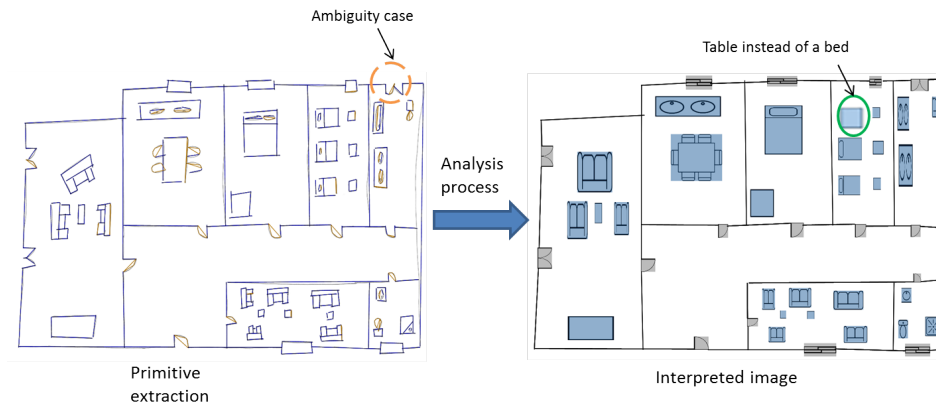 Ambiguity case
Table instead of a bed
Analysis
process
Primitive
extraction
Interpreted image